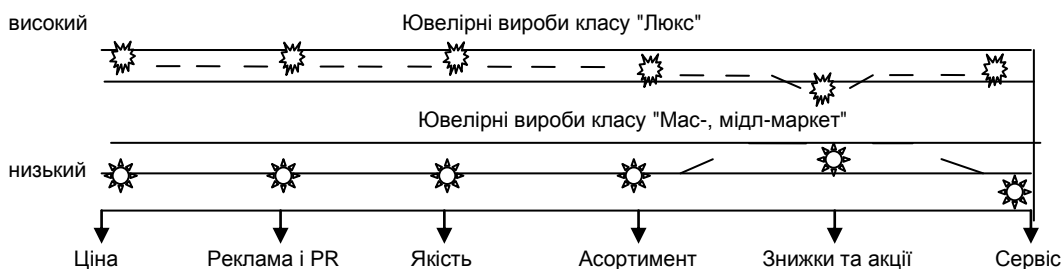 високий
Ювелірні вироби класу "Люкс"
Ювелірні вироби класу "Мас-, мідл-маркет"
низький
Ціна
Реклама і PR
Якість
Асортимент
Знижки та акції
Сервіс